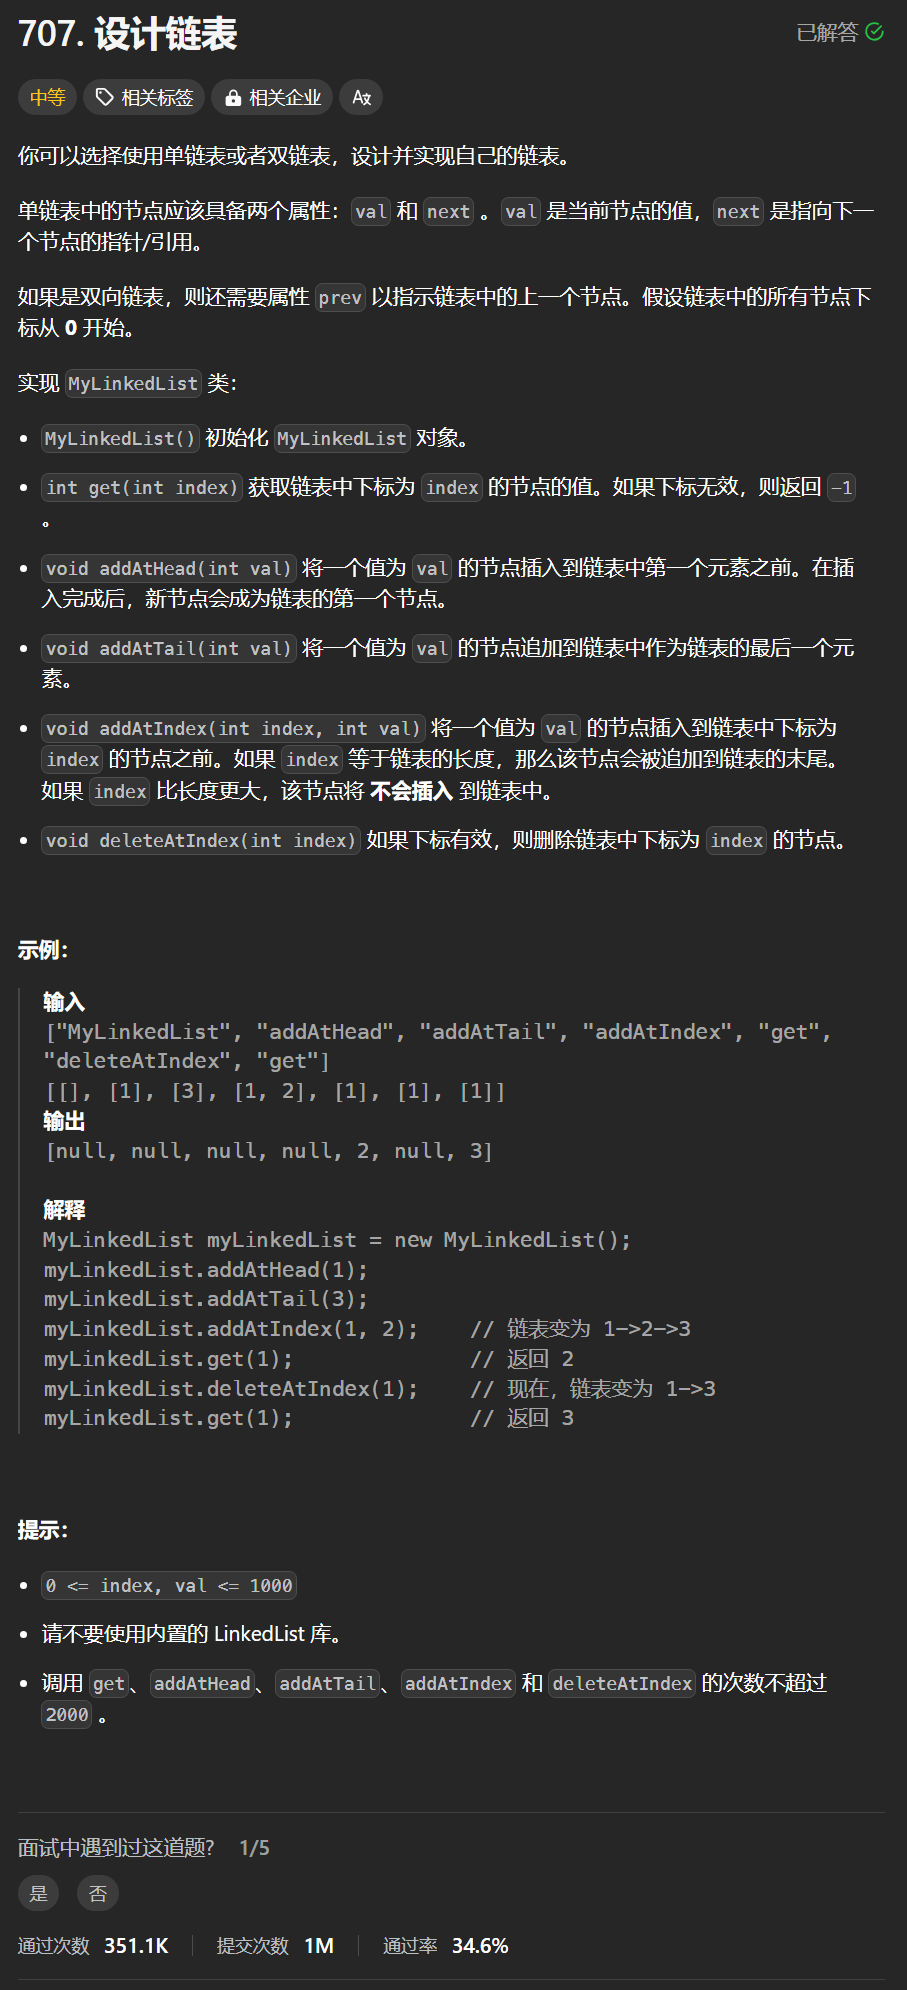 707. 设计链表
已解答
中等 相关标签 相关企业
你可以选择使用单链表或者双链表，设计并实现自己的链表。
单链表中的节点应该具备两个属性：val 和 next 。val 是当前节点的值，next 是指向下一
个节点的指针/引用。
如果是双向链表，则还需要属性 prev 以指示链表中的上一个节点。假设链表中的所有节点下
标从 0 开始。
实现 MyLinkedList 类：
• MyLinkedList() 初始化 MyLinkedList 对象。
• int get(int index) 获取链表中下标为 index 的节点的值。如果下标无效，则返回 -1
。
• void addAtHead(int val) 将一个值为 val 的节点插入到链表中第一个元素之前。在插
入完成后，新节点会成为链表的第一个节点。
• void addAtTail(int val) 将一个值为 val 的节点追加到链表中作为链表的最后一个元
素。
• void addAtIndex(int index, int val) 将一个值为 val 的节点插入到链表中下标为
index 的节点之前。如果 index 等于链表的长度，那么该节点会被追加到链表的末尾。
如果 index 比长度更大，该节点将 不会插入 到链表中。
• void deleteAtIndex(int index) 如果下标有效，则删除链表中下标为 index 的节点。
示例：
输入
["MyLinkedList", "addAtHead", "addAtTail", "addAtIndex", "get",
"deleteAtIndex", "get"]
[[], [1], [3], [1, 2], [1], [1], [1]]
输出
[null, null, null, null, 2, null, 3]
解释
MyLinkedList myLinkedList = new MyLinkedList();
myLinkedList.addAtHead(1);
myLinkedList.addAtTail(3);
myLinkedList.addAtIndex(1, 2);    // 链表变为 1->2->3
myLinkedList.get(1);              // 返回 2
myLinkedList.deleteAtIndex(1);    // 现在，链表变为 1->3
myLinkedList.get(1);              // 返回 3
提示：
• 0 <= index, val <= 1000
• 请不要使用内置的 LinkedList 库。
• 调用 get、addAtHead、addAtTail、addAtIndex 和 deleteAtIndex 的次数不超过
2000 。
面试中遇到过这道题? 1/5
是 否
通过次数 351.1K 提交次数 1M 通过率 34.6%